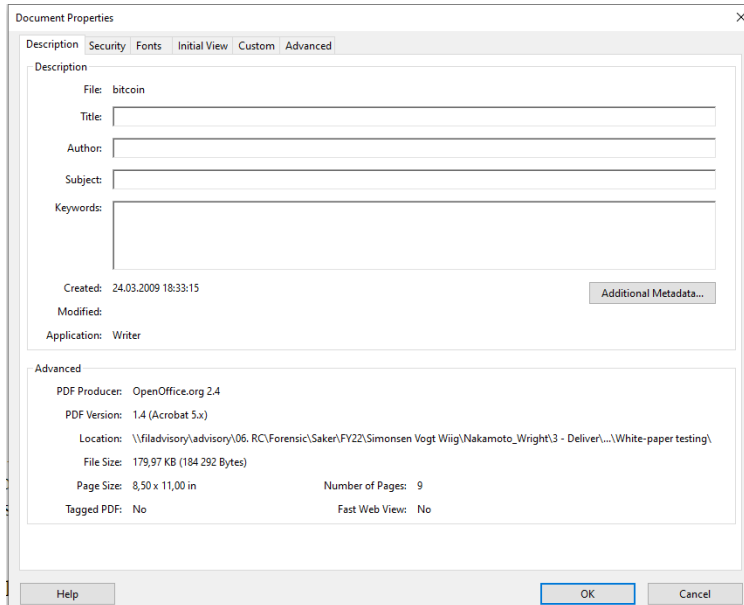 Document Properties
Description Security Fonts Initial View Custom Advanced
Description
File: bitcoin
Title:
Author:
Subject:
Keywords:
Created: 24.03.2009 18:33:15
Additional Metadata...
Modified:
Application: Writer
Advanced
PDF Producer: OpenOffice.org 2.4
PDF Version: 1.4 (Acrobat 5.x)
Location: \\filadvisory\advisory\06. RC\Forensic\Saker\FY22\Simonsen Vogt Wiig\Nakamoto_Wright\3 - Deliver\...\White-paper testing\
File Size: 179,97 KB (184 292 Bytes)
Page Size: 8,50 x 11,00 in Number of Pages: 9
Tagged PDF: No Fast Web View: No
Help OK Cancel